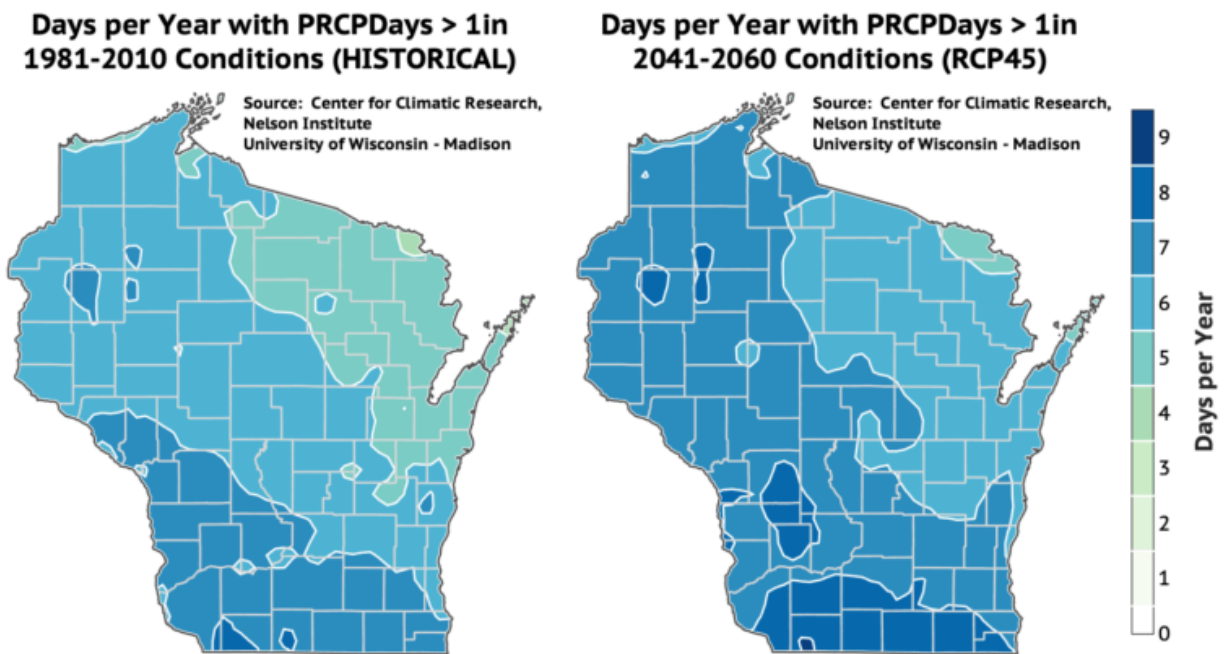 Days per Year with PRCPDays > 1in
1981-2010 Conditions (HISTORICAL)
Source: Center for Climatic Research,
Nelson Institute
University of Wisconsin - Madison
Days per Year with PRCPDays > 1in
2041-2060 Conditions (RCP45)
Source: Center for Climatic Research,
Nelson Institute
University of Wisconsin - Madison
9
8
7
6
5
4
3
2
1
0
Days per Year